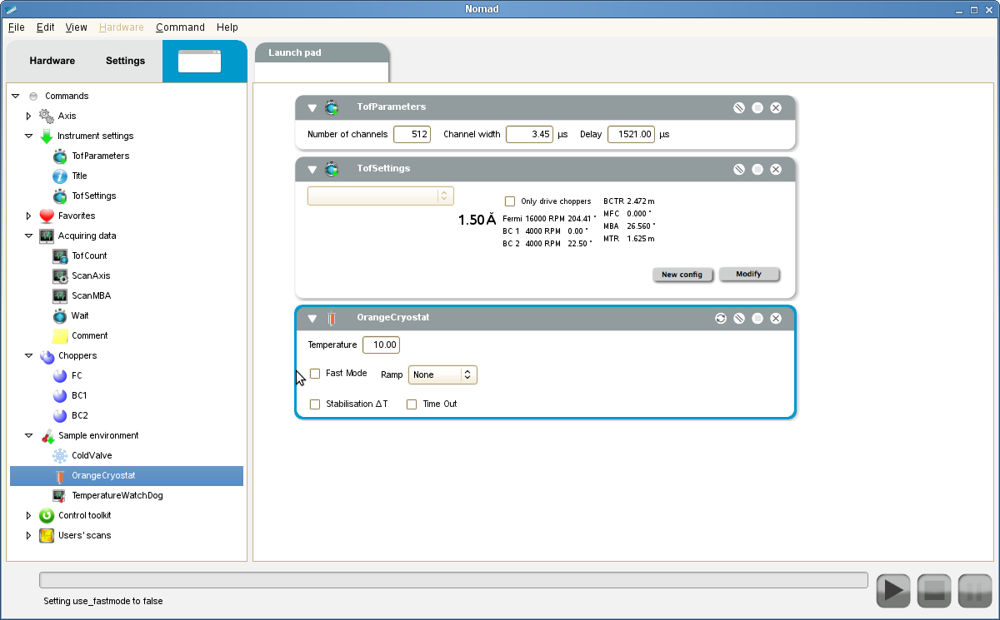 Nomad
File Edit View Hardware Command Help
Hardware Settings
Launch pad
Commands
Axis
Instrument settings
TofParameters
Title
TofSettings
Favorites
Acquiring data
TofCount
ScanAxis
ScanMBA
Wait
Comment
Choppers
FC
BC1
BC2
Sample environment
ColdValve
OrangeCryostat
TemperatureWatchDog
Control toolkit
Users' scans
TofParameters
Number of channels 512 Channel width 3.45 µs Delay 1521.00 µs
TofSettings
1.50Å
Only drive choppers
Fermi 16000 RPM 204.41 °
BC 1 4000 RPM 0.00 °
BC 2 4000 RPM 22.50 °
BCTR 2.472 m
MFC 0.000 °
MBA 26.560 °
MTR 1.625 m
New config Modify
OrangeCryostat
Temperature 10.00
Fast Mode Ramp None
Stabilisation ΔT Time Out
Setting use_fastmode to false